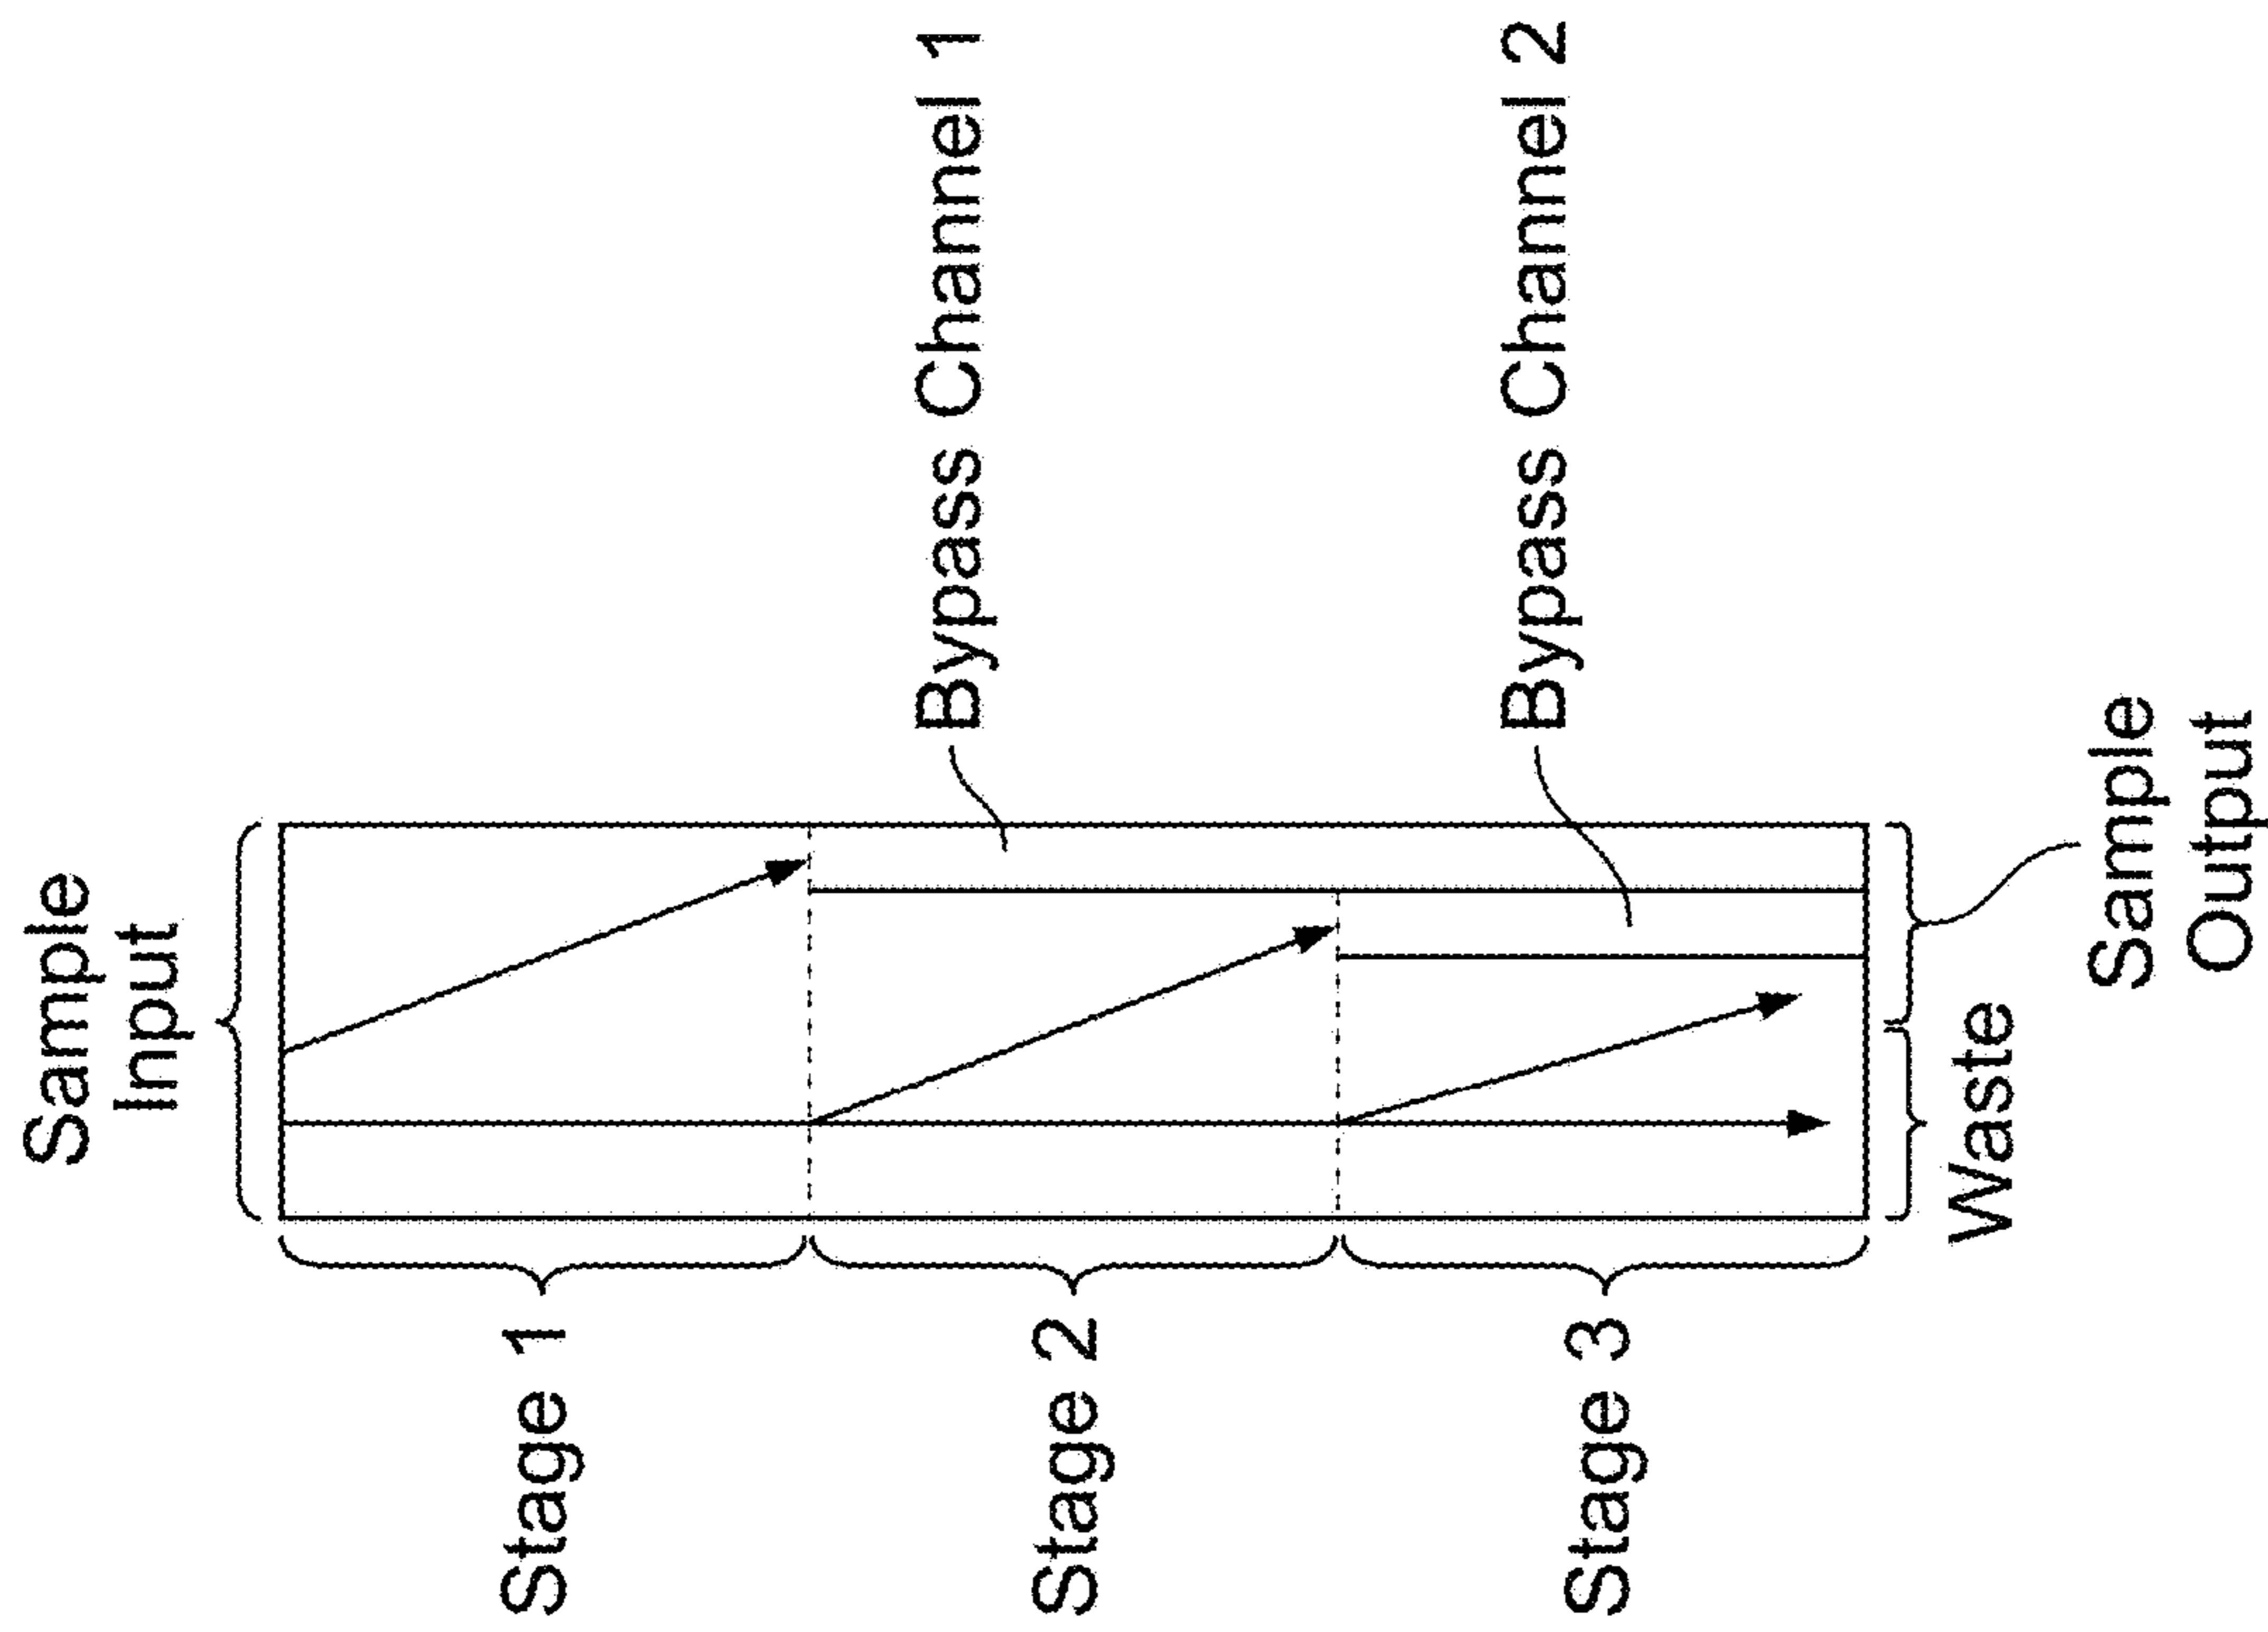 Sample
Input
Stage 1
Bypass Channel 1
Stage 2
Bypass Channel 2
Stage 3
Waste
Sample
Output